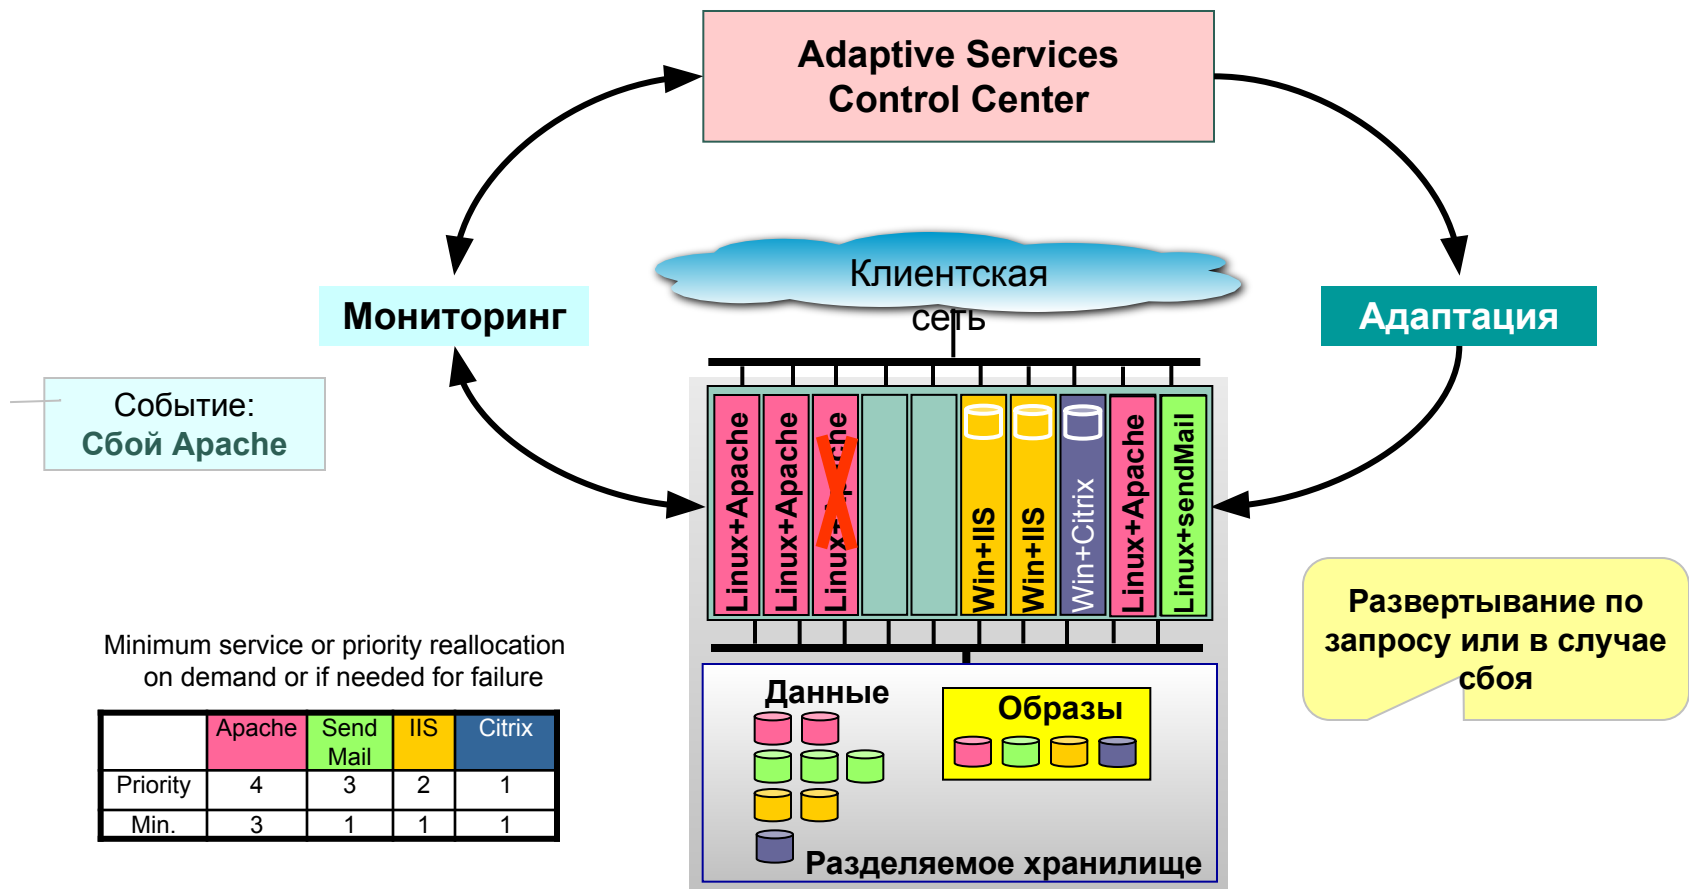 Adaptive Services
Control Center
Клиентская
сеть
Мониторинг
Адаптация
Событие:
Сбой Apache
Linux+Apache
Linux+Apache
Linux+Apache
Win+IIS
Win+IIS
Win+Citrix
Linux+Apache
Linux+sendMail
Развертывание по
запросу или в случае
сбоя
Minimum service or priority reallocation
on demand or if needed for failure
Apache Send IIS Citrix
Mail
Priority 4 3 2 1
Min. 3 1 1 1
Данные
Образы
Разделяемое хранилище